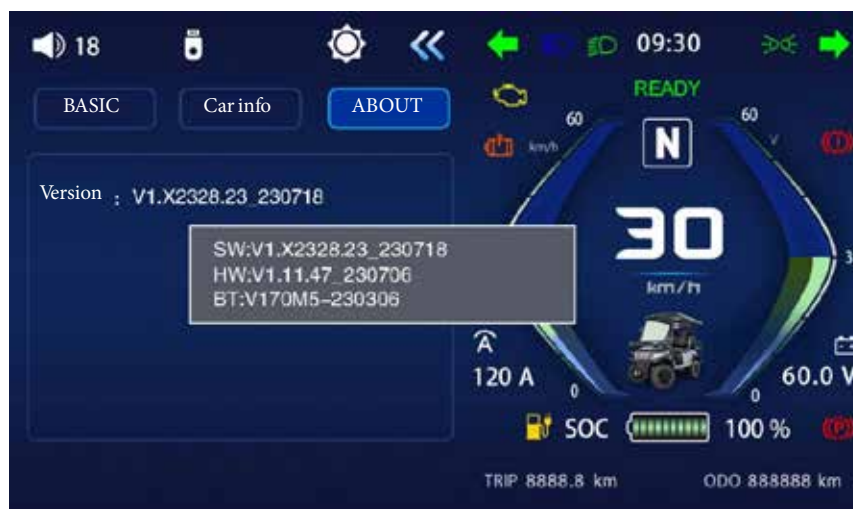 18
09:30
BASIC
Car info
ABOUT
READY
60
60
km/h
V
N
Version : V1.X2328.23_230718
SW:V1.X2328.23_230718
HW:V1.11.47_230706
BT:V170M5-230306
30
km/h
3
A
120 A
60.0 V
0
0
SOC
100 %
(P)
TRIP 8888.8 km
ODO 888888 km